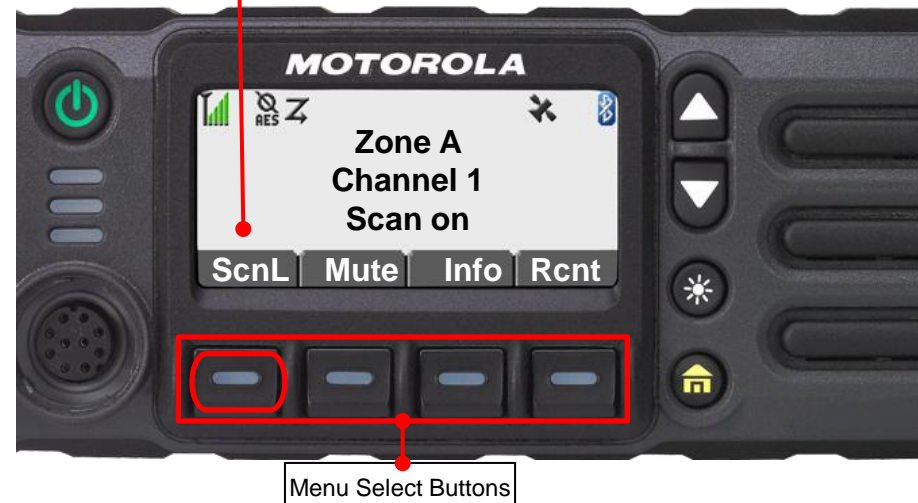 MOTOROLA
AES
Zone A
Channel 1
Scan on
ScnL Mute Info Rcnt
Menu Select Buttons